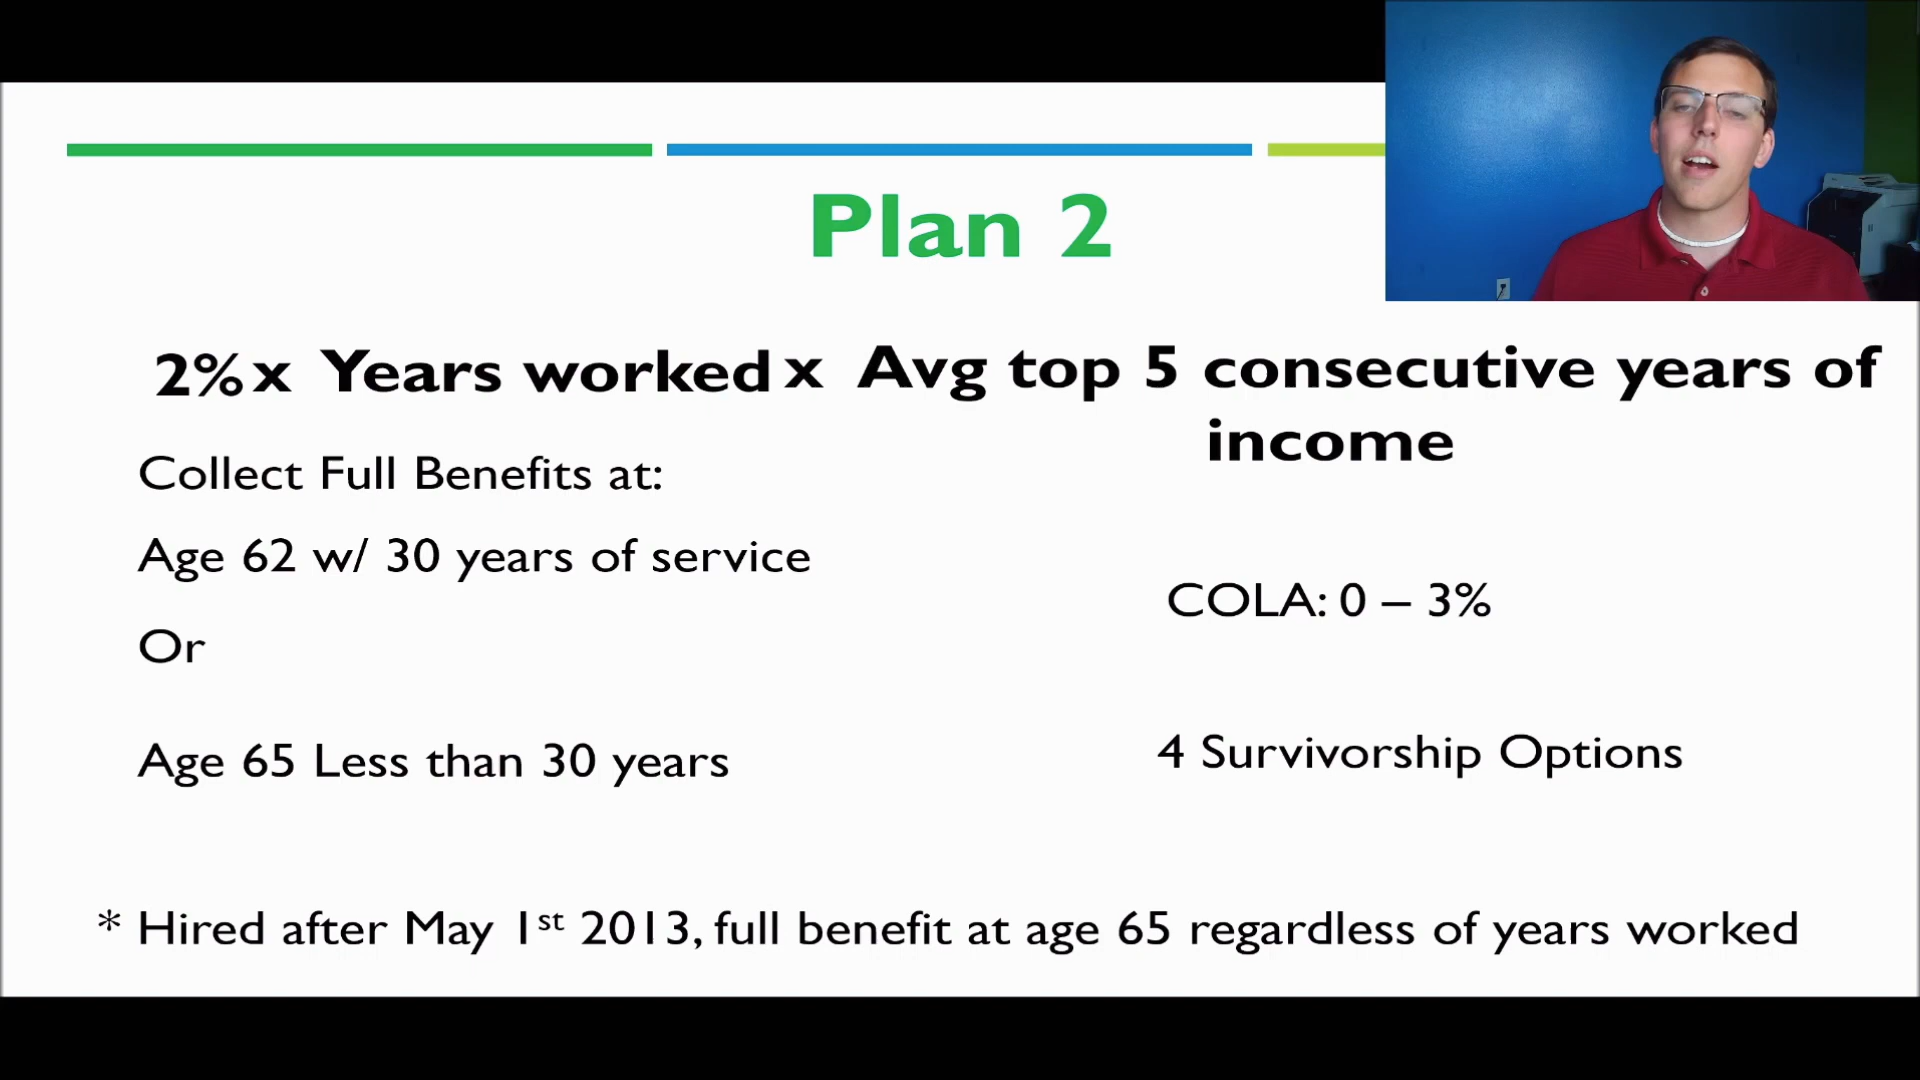 Plan 2
2% x Years worked x Avg top 5 consecutive years of
income
Collect Full Benefits at:
Age 62 w/ 30 years of service
Or
Age 65 Less than 30 years
COLA: 0 – 3%
4 Survivorship Options
* Hired after May 1st 2013, full benefit at age 65 regardless of years worked